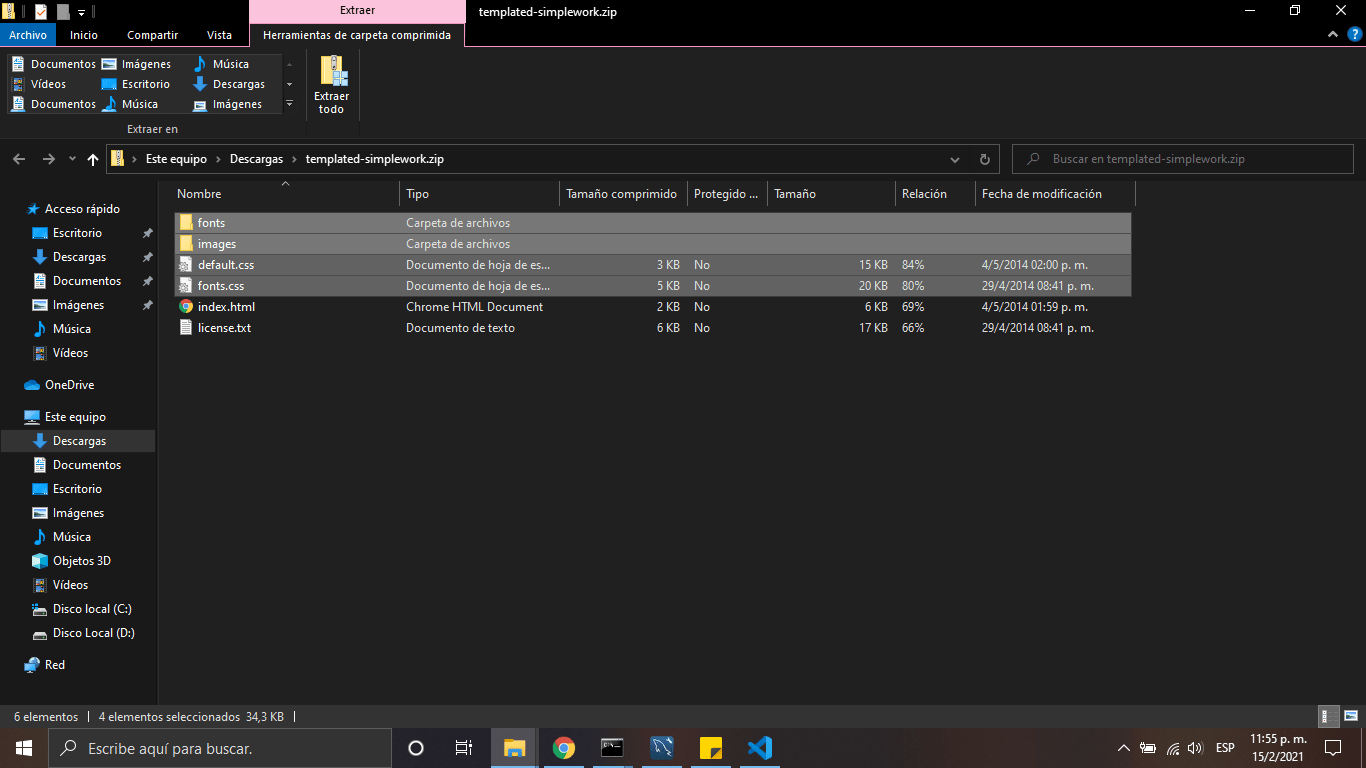 Extraer
templated-simplework.zip
Archivo Inicio Compartir Vista Herramientas de carpeta comprimida
Documentos Imágenes Música
Vídeos Escritorio Descargas
Documentos Música Imágenes
Extraer
todo
Extraer en
Este equipo > Descargas > templated-simplework.zip
Buscar en templated-simplework.zip
Nombre Tipo Tamaño comprimido Protegido ... Tamaño Relación Fecha de modificación
fonts Carpeta de archivos
images Carpeta de archivos
default.css Documento de hoja de es... 3 KB No 15 KB 84% 4/5/2014 02:00 p. m.
fonts.css Documento de hoja de es... 5 KB No 20 KB 80% 29/4/2014 08:41 p. m.
index.html Chrome HTML Document 2 KB No 6 KB 69% 4/5/2014 01:59 p. m.
license.txt Documento de texto 6 KB No 17 KB 66% 29/4/2014 08:41 p. m.
Acceso rápido
Escritorio
Descargas
Documentos
Imágenes
Música
Vídeos
OneDrive
Este equipo
Descargas
Documentos
Escritorio
Imágenes
Música
Objetos 3D
Vídeos
Disco local (C:)
Disco Local (D:)
Red
6 elementos 4 elementos seleccionados 34,3 KB
Escribe aquí para buscar.
ESP
11:55 p. m.
15/2/2021